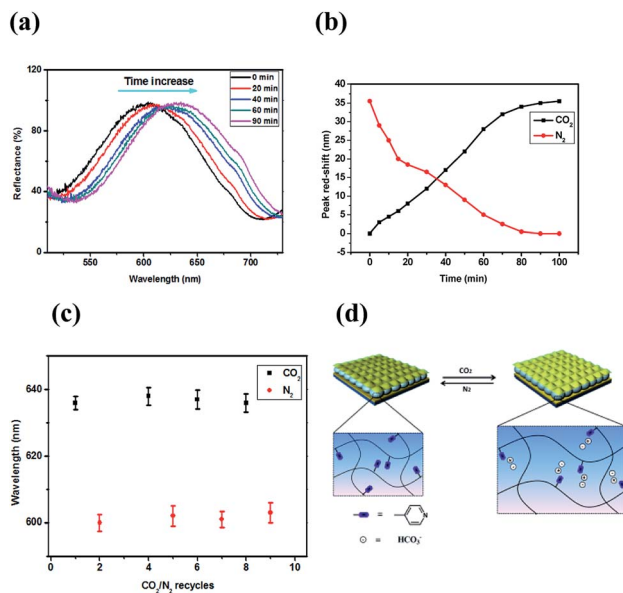 (a)
Time increase
0 min
20 min
40 min
60 min
90 min
120
80
40
0
Reflectance (%)
550
600
650
700
Wavelength (nm)
(b)
40
35
30
25
20
15
10
5
0
-5
Peak red-shift (nm)
CO2
N2
0
20
40
60
80
100
Time (min)
(c)
CO2
N2
640
620
600
Wavelength (nm)
0
2
4
6
8
10
CO2/N2 recycles
(d)
CO2
N2
= N
= HCO3-